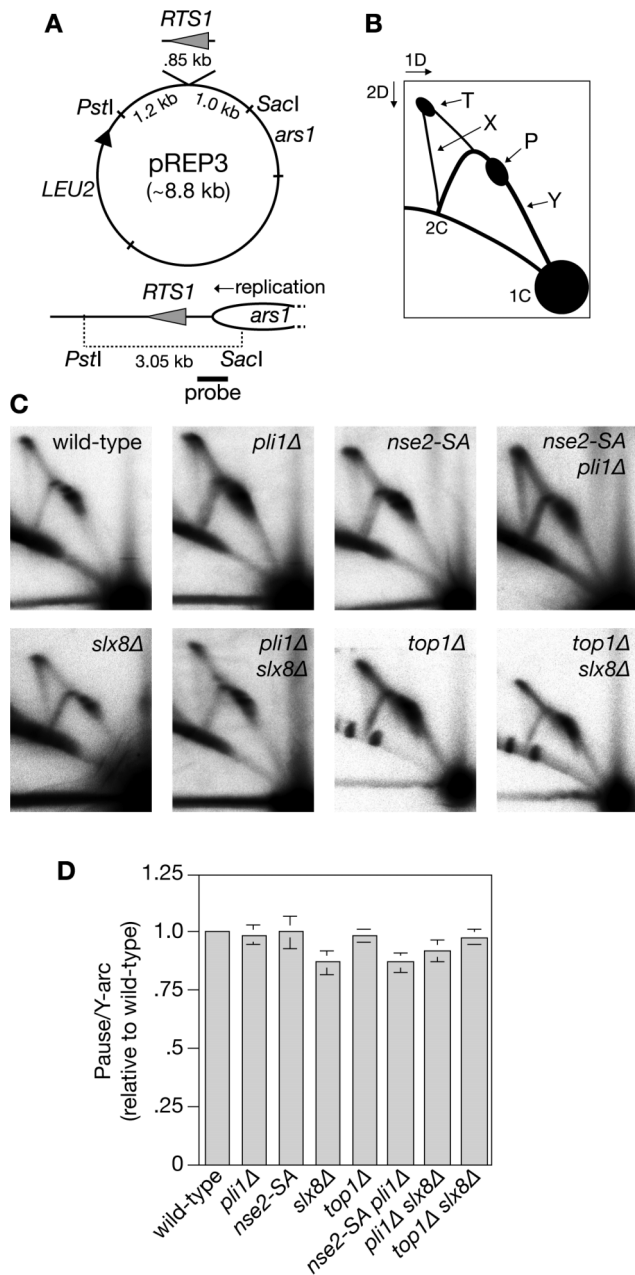 A
RTS1
.85 kb
PstI
1.2 kb
1.0 kb
SacI
ars1
pREP3
(~8.8 kb)
LEU2
←replication
RTS1
ars1
PstI
3.05 kb
SacI
probe
B
1D
2D
T
X
P
Y
2C
1C
C
wild-type
pli1Δ
nse2-SA
nse2-SA
pli1Δ
slx8Δ
pli1Δ
slx8Δ
top1Δ
top1Δ
slx8Δ
D
Pause/Y-arc
(relative to wild-type)
1.25
1.0
.75
.5
.25
0
wild-type
pli1Δ
nse2-SA
slx8Δ
top1Δ
nse2-SA pli1Δ
pli1Δ slx8Δ
top1Δ slx8Δ